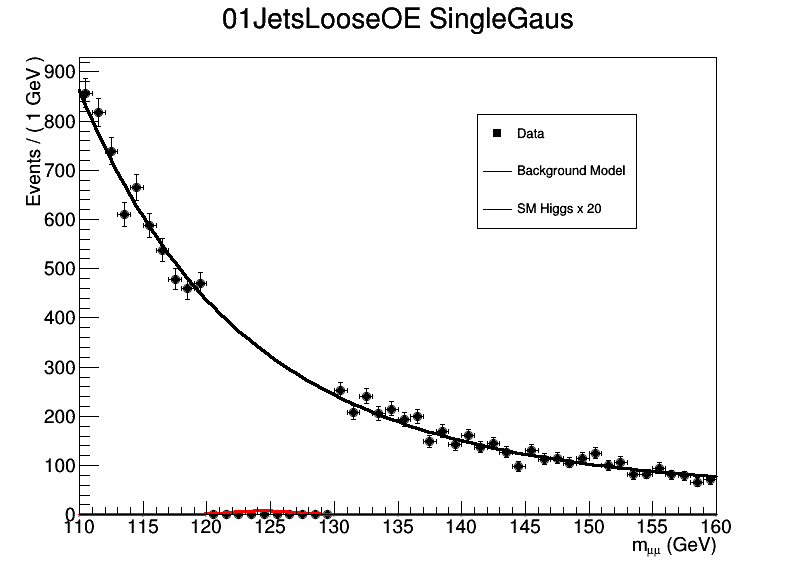 01JetsLooseOE SingleGaus
Events / ( 1 GeV )
900
800
700
600
500
400
300
200
100
0
Data
Background Model
SM Higgs x 20
110 115 120 125 130 135 140 145 150 155 160
mμμ (GeV)